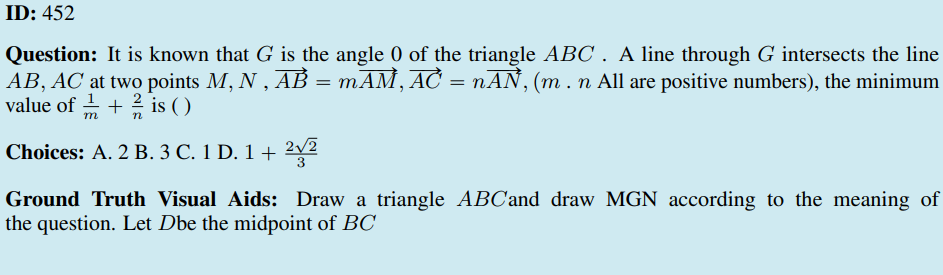 ID: 452
Question: It is known that G is the angle 0 of the triangle ABC . A line through G intersects the line
AB, AC at two points M, N , $\overrightarrow{AB} = m\overrightarrow{AM}, \overrightarrow{AC} = n\overrightarrow{AN}$, (m . n All are positive numbers), the minimum
value of $\frac{1}{m} + \frac{2}{n}$ is ( )
Choices: A. 2 B. 3 C. 1 D. $1 + \frac{2\sqrt{2}}{3}$
Ground Truth Visual Aids: Draw a triangle ABCand draw MGN according to the meaning of
the question. Let Dbe the midpoint of BC